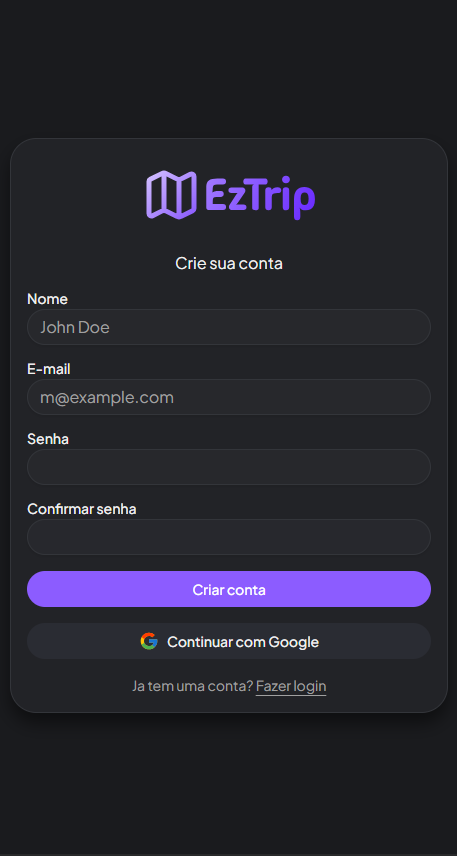 EzTrip
Crie sua conta
Nome
John Doe
E-mail
m@example.com
Senha
Confirmar senha
Criar conta
Continuar com Google
Ja tem uma conta? Fazer login